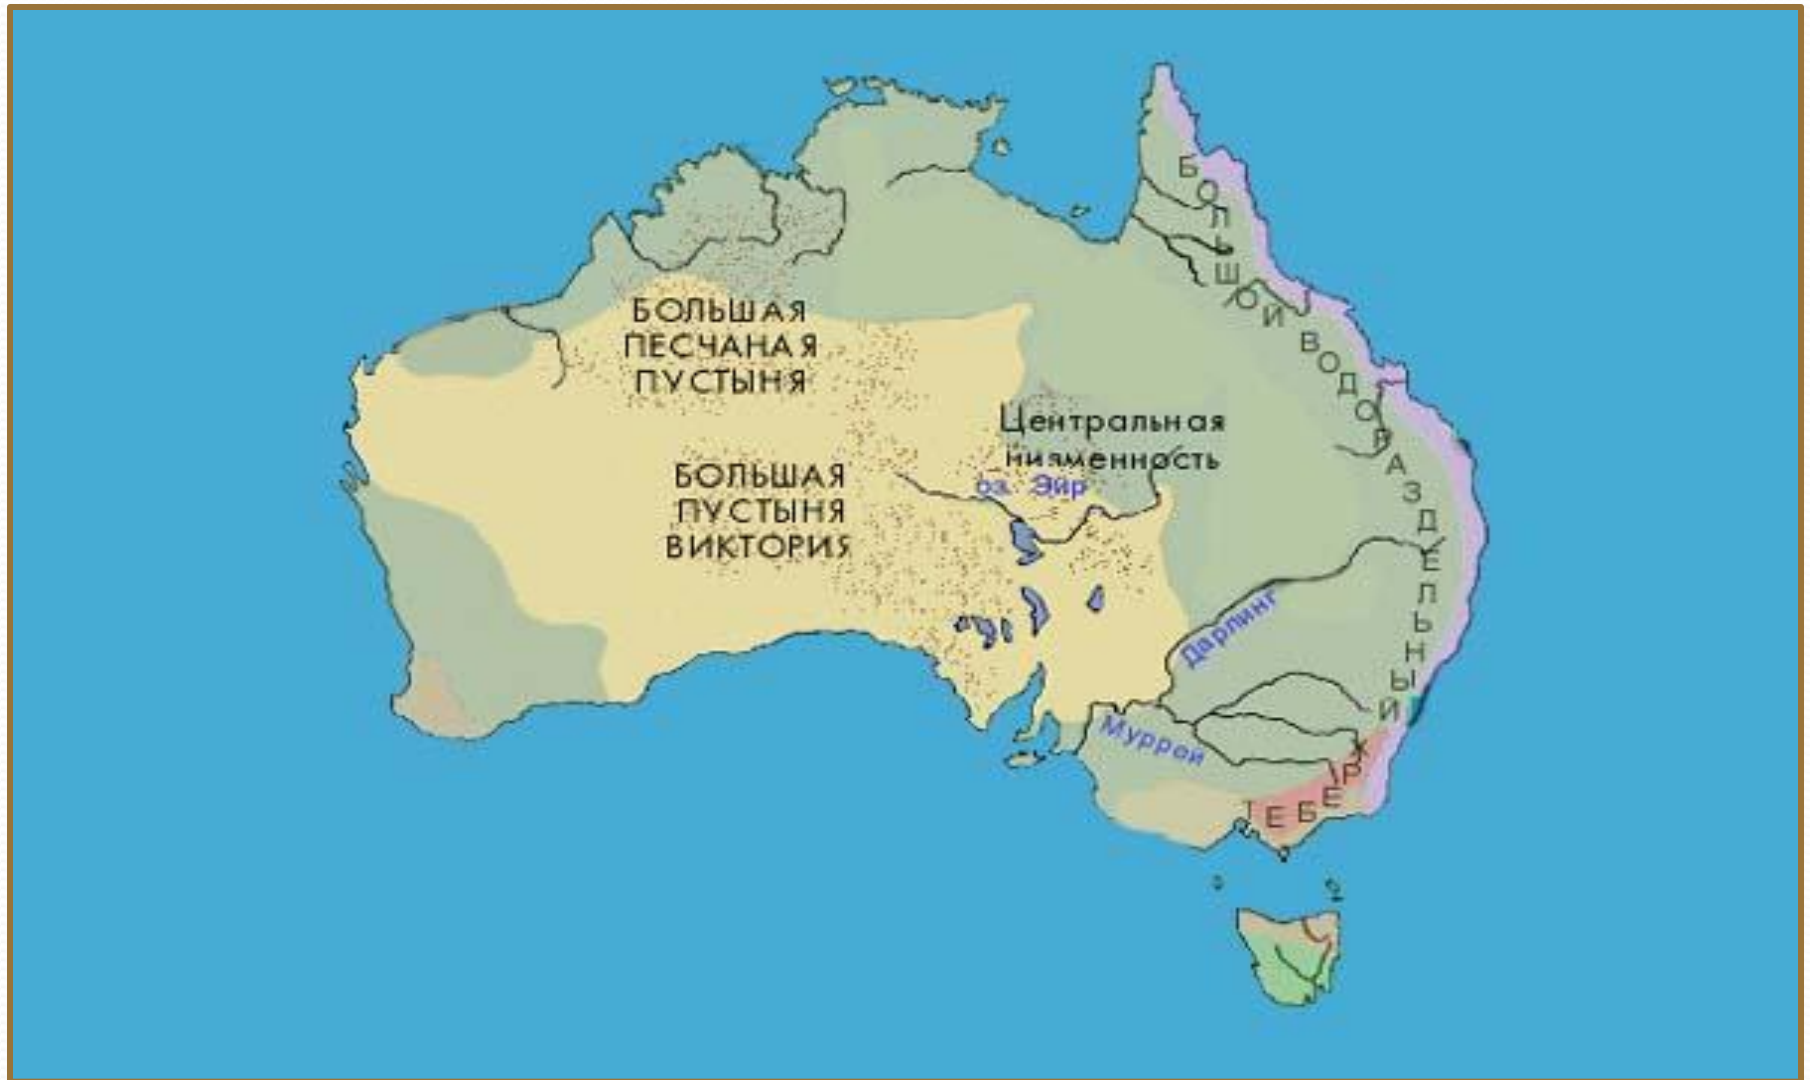 БОЛЬШОЙ ВОДОРАЗДЕЛЬНЫЙ
ХРЕБЕТ
БОЛЬШАЯ
ПЕСЧАНАЯ
ПУСТЫНЯ
Центральная
низменность
оз. Эйр
БОЛЬШАЯ
ПУСТЫНЯ
ВИКТОРИЯ
Дарлинг
Муррей